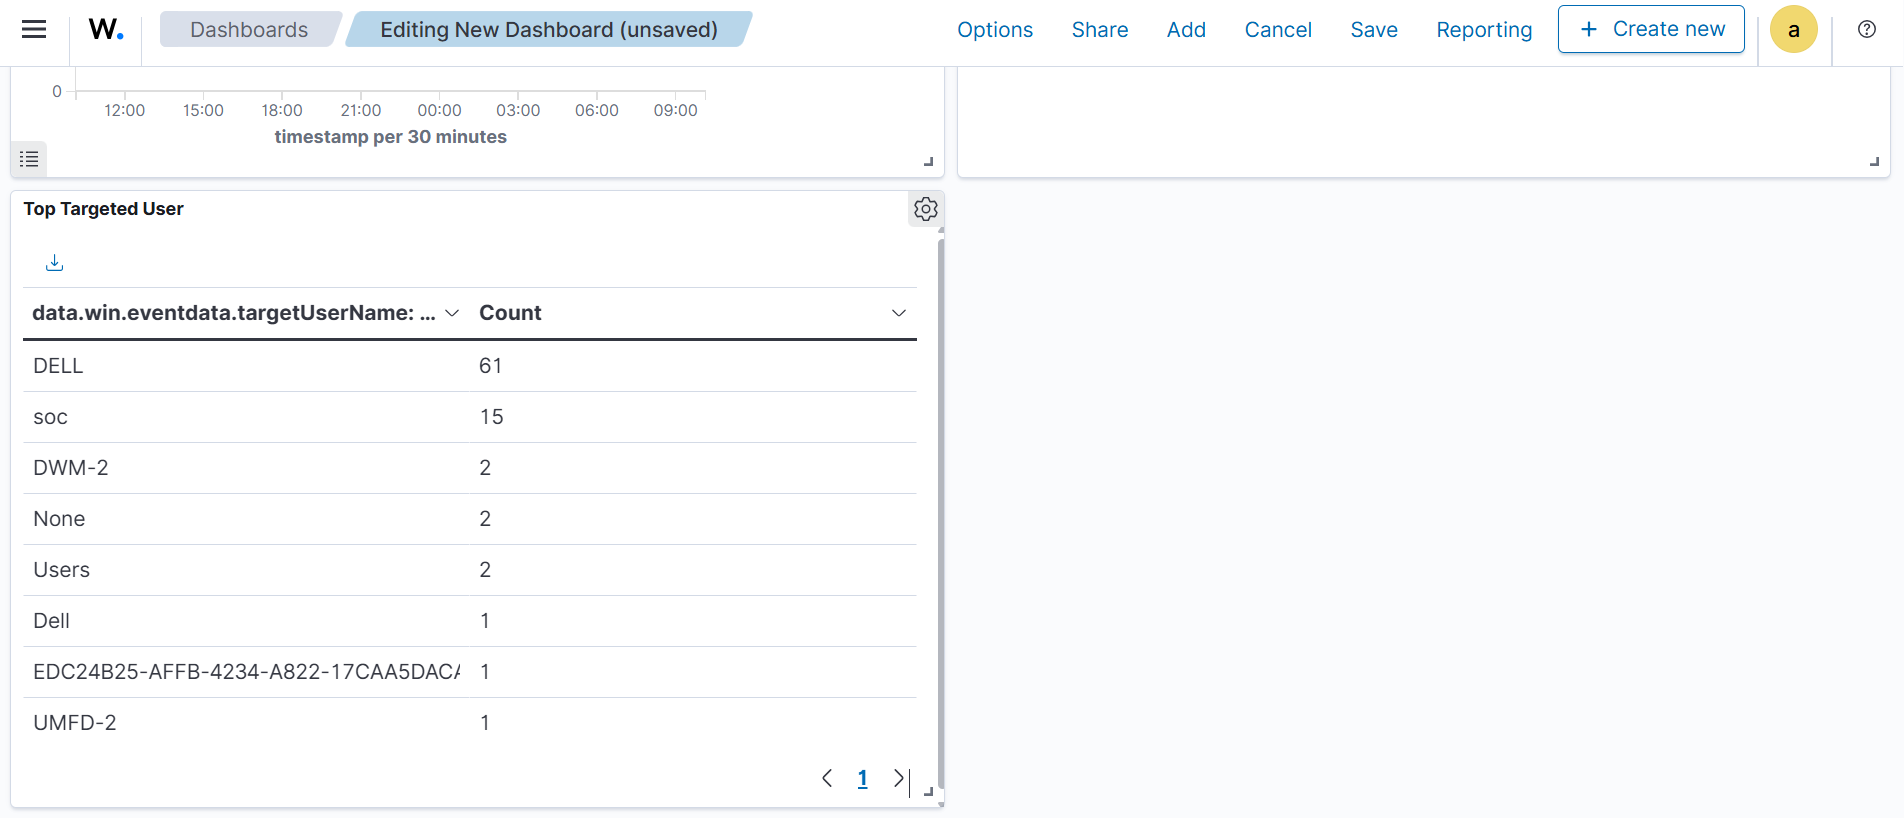 W. Dashboards Editing New Dashboard (unsaved) Options Share Add Cancel Save Reporting + Create new a
0
12:00 15:00 18:00 21:00 00:00 03:00 06:00 09:00
timestamp per 30 minutes
Top Targeted User
data.win.eventdata.targetUserName: ... Count
DELL 61
soc 15
DWM-2 2
None 2
Users 2
Dell 1
EDC24B25-AFFB-4234-A822-17CAA5DACA 1
UMFD-2 1
1